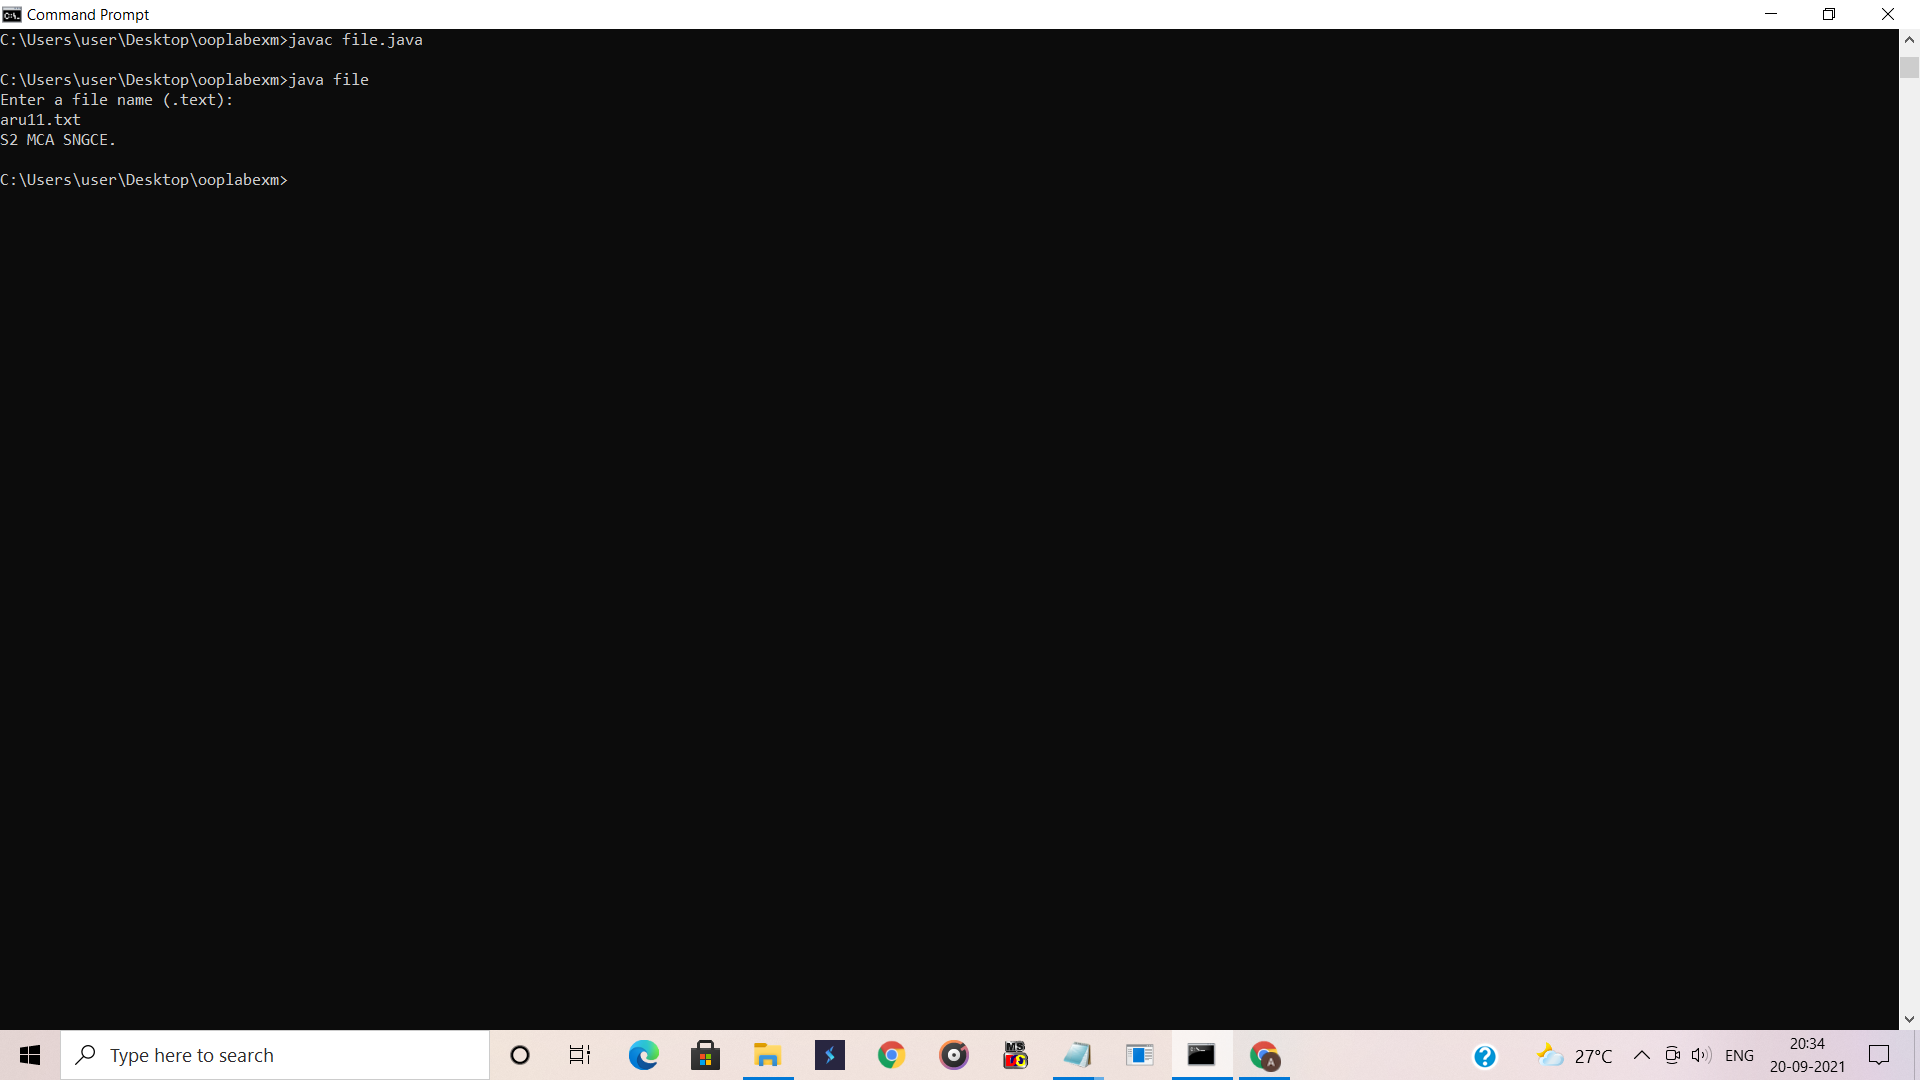 Command Prompt
C:\Users\user\Desktop\ooplabexm>javac file.java
C:\Users\user\Desktop\ooplabexm>java file
Enter a file name (.text):
aru11.txt
S2 MCA SNGCE.
C:\Users\user\Desktop\ooplabexm>
Type here to search
27°C
ENG
20:34
20-09-2021